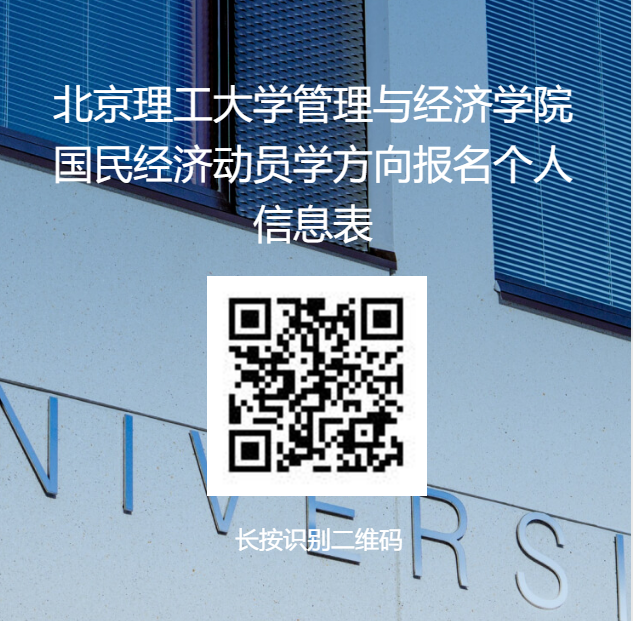 北京理工大学管理与经济学院
国民经济动员学方向报名个人
信息表
NIVERSI
长按识别二维码